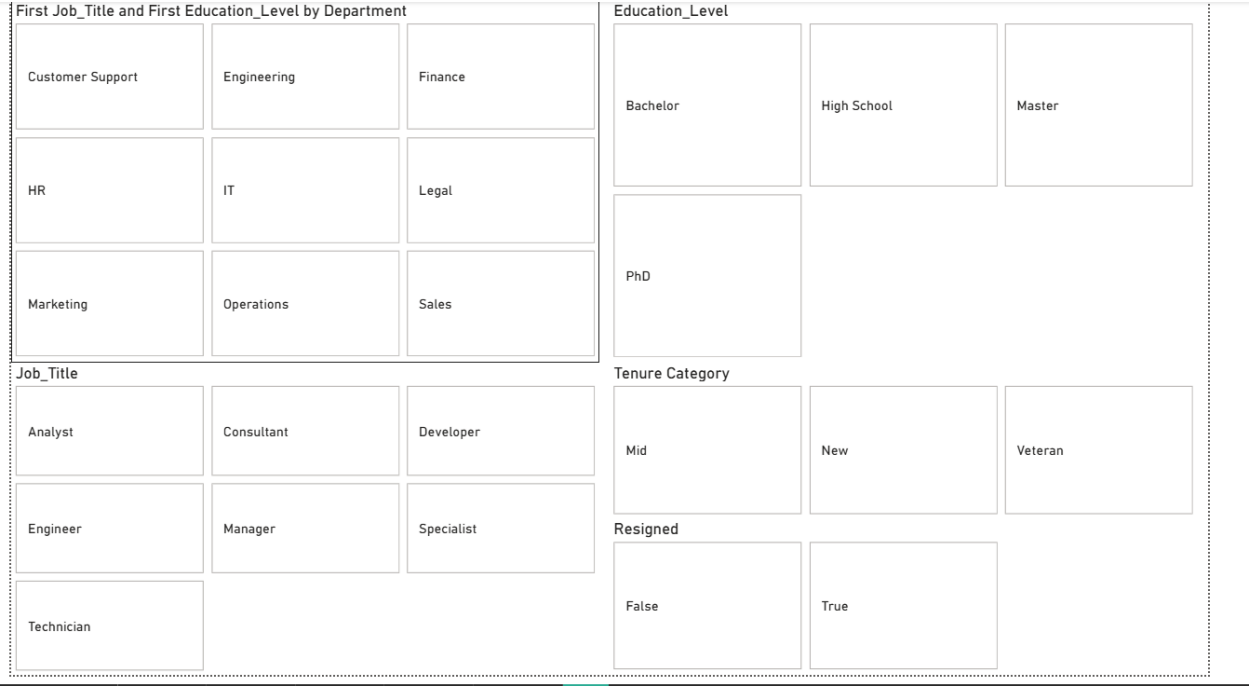 First Job_Title and First Education_Level by Department
Customer Support
Engineering
Finance
HR
IT
Legal
Marketing
Operations
Sales
Education_Level
Bachelor
High School
Master
PhD
Job_Title
Analyst
Consultant
Developer
Engineer
Manager
Specialist
Technician
Tenure Category
Mid
New
Veteran
Resigned
False
True